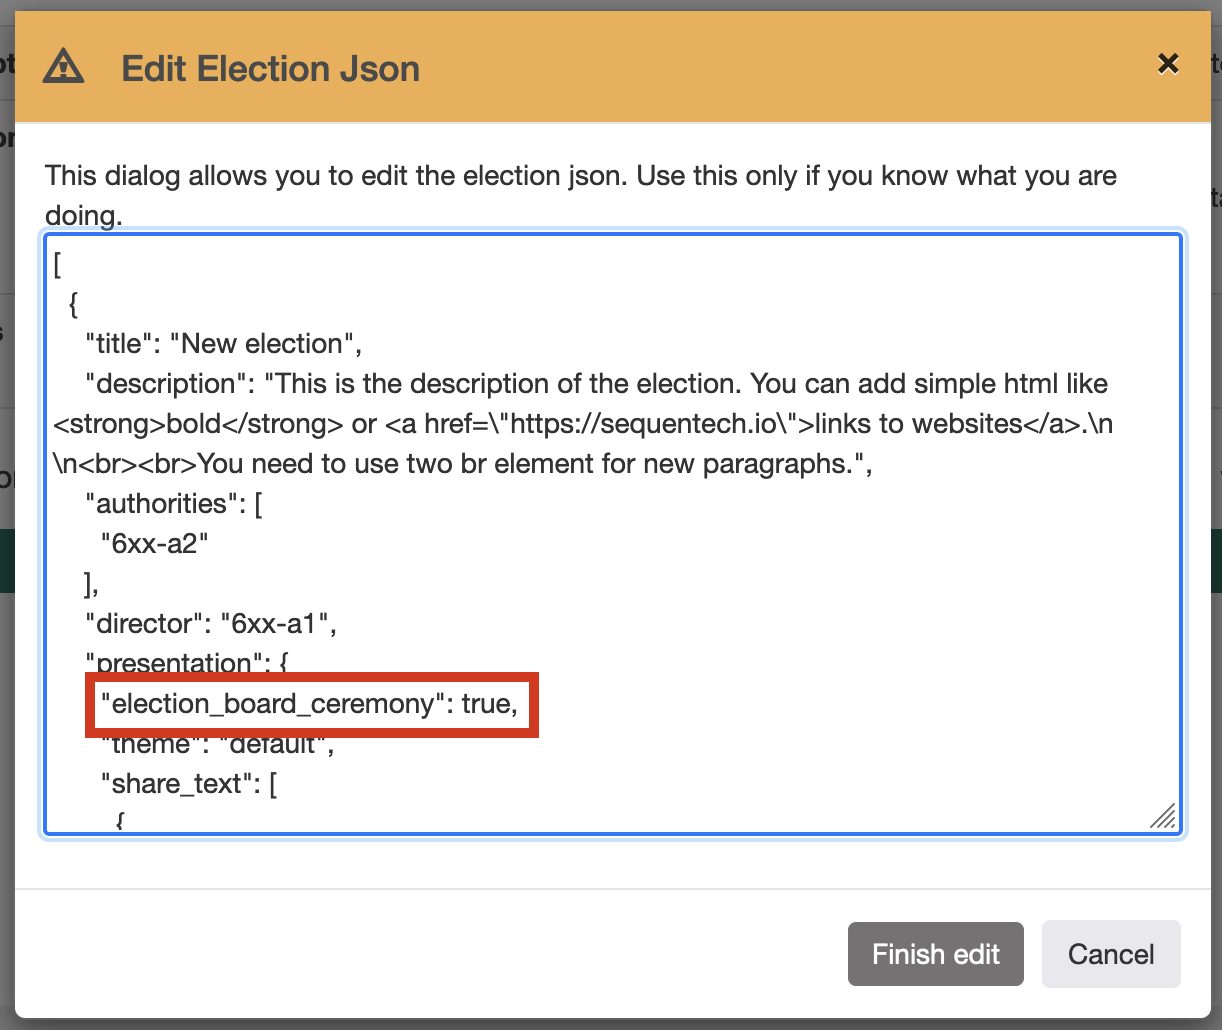 Edit Election Json
This dialog allows you to edit the election json. Use this only if you know what you are
doing.
[
{
"title": "New election",
"description": "This is the description of the election. You can add simple html like
<strong>bold</strong> or <a href=\"https://sequentech.io\">links to websites</a>.\n
\n<br><br>You need to use two br element for new paragraphs.",
"authorities": [
"6xx-a2"
],
"director": "6xx-a1",
"presentation": {
"election_board_ceremony": true,
"theme": "default",
"share_text": [
{
Finish edit
Cancel